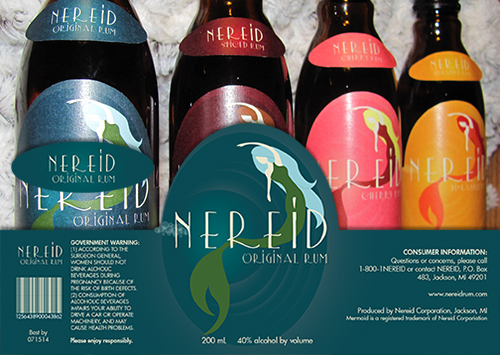 NEREID
ORIGINAL RUM
NEREID
SPICED RUM
NEREID
CHERRY RUM
NEREID
NEREID
ORIGINAL RUM
NEREID
ORIGINAL RUM
NEREID
ORIGINAL RUM
200 mL 40% alcohol by volume
NEREID
ORIGINAL RUM
1256438900043862
Best by
071514
GOVERNMENT WARNING:
(1) ACCORDING TO THE
SURGEON GENERAL,
WOMEN SHOULD NOT
DRINK ALCOHOLIC
BEVERAGES DURING
PREGNANCY BECAUSE OF
THE RISK OF BIRTH DEFECTS.
(2) CONSUMPTION OF
ALCOHOLIC BEVERAGES
IMPAIRS YOUR ABILITY TO
DRIVE A CAR OR OPERATE
MACHINERY, AND MAY
CAUSE HEALTH PROBLEMS.
Please enjoy responsibly.
CONSUMER INFORMATION:
Questions or concerns, please call
1-800-1NEREID or contact NEREID, P.O. Box
483, Jackson, MI 49201
www.nereidrum.com
Produced by Nereid Corporation, Jackson, MI
Mermaid is a registered trademark of Nereid Corporation